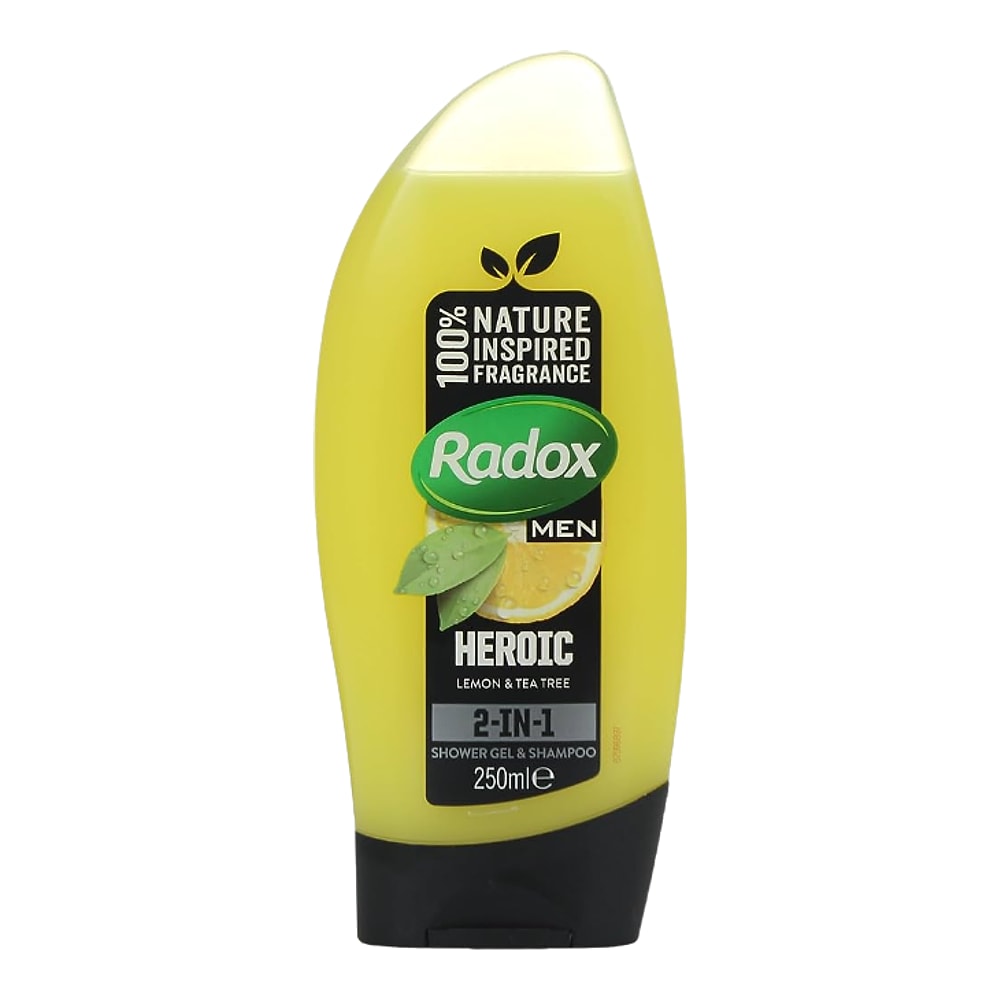 100%
NATURE
INSPIRED
FRAGRANCE
Radox
MEN
HEROIC
LEMON & TEA TREE
2-IN-1
SHOWER GEL & SHAMPOO
250ml℮